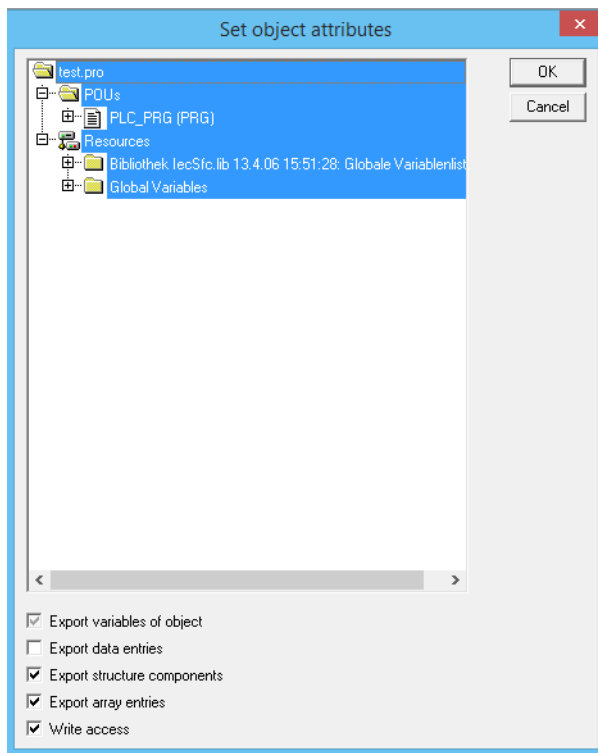 Set object attributes
test.pro
OK
POUs
Cancel
PLC_PRG (PRG)
Resources
Bibliothek IecSfc.lib 13.4.06 15:51:28: Globale Variablenlist
Global Variables
Export variables of object
Export data entries
Export structure components
Export array entries
Write access